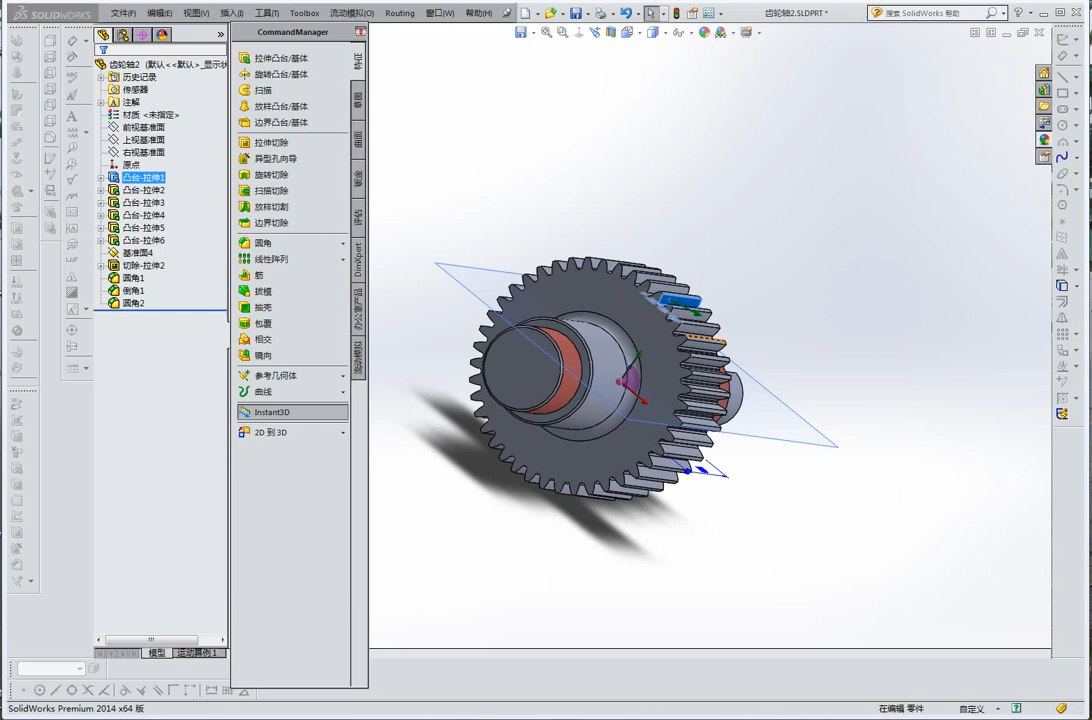 SOLIDWORKS 文件(F) 编辑(E) 视图(V) 插入(I) 工具(T) Toolbox 流动模拟(O) Routing 窗口(W) 帮助(H) 齿轮轴2.SLDPRT * 搜索 SolidWorks 帮助
CommandManager
齿轮轴2 (默认<<默认>_显示状
历史记录
传感器
注解
材质 <未指定>
前视基准面
上视基准面
右视基准面
原点
凸台-拉伸1
凸台-拉伸2
凸台-拉伸3
凸台-拉伸4
凸台-拉伸5
凸台-拉伸6
基准面4
切除-拉伸2
圆角1
倒角1
圆角2
拉伸凸台/基体
旋转凸台/基体
扫描
放样凸台/基体
边界凸台/基体
拉伸切除
异型孔向导
旋转切除
扫描切除
放样切割
边界切除
圆角
线性阵列
筋
拔模
抽壳
包覆
相交
镜向
参考几何体
曲线
Instant3D
2D 到 3D
特征
草图
曲面
钣金
评估
DimXpert
办公室产品
流动模拟
模型 运动算例 1
SolidWorks Premium 2014 x64 版 在编辑 零件 自定义